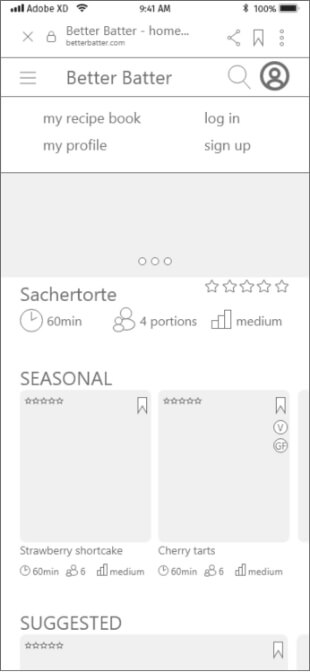 Adobe XD 9:41 AM 100%
Better Batter - home...
betterbatter.com
Better Batter
my recipe book log in
my profile sign up
Sachertorte
60min 4 portions medium
SEASONAL
V
GF
Strawberry shortcake Cherry tarts
60min 6 medium 60min 6 medium
SUGGESTED